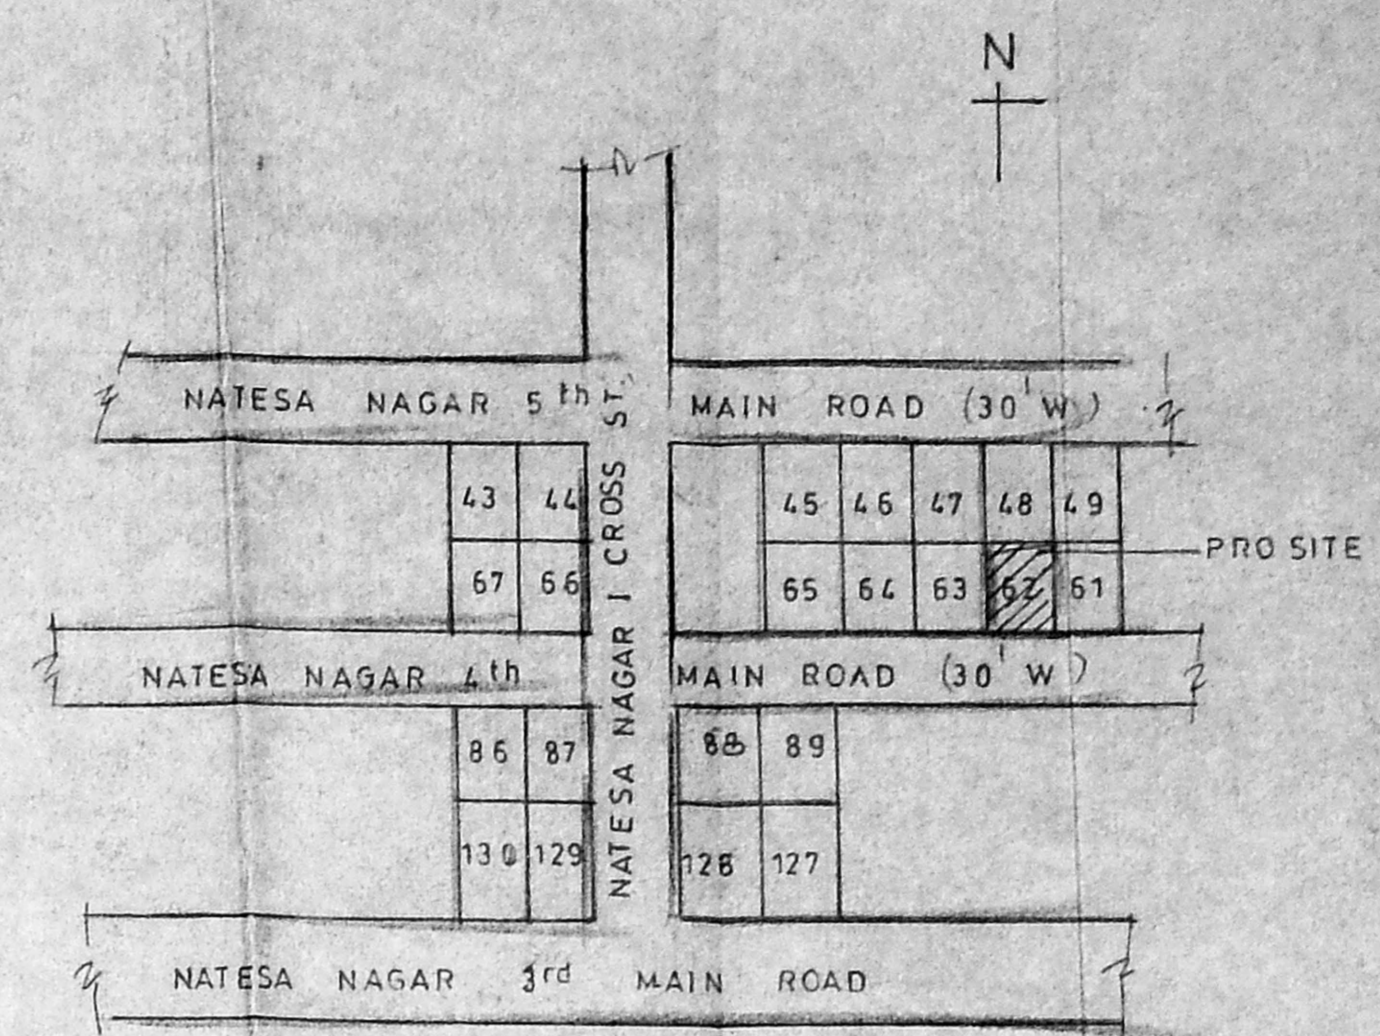 N
NATESA NAGAR 5th MAIN ROAD (30' W)
43 44 45 46 47 48 49
PRO SITE
67 66 65 64 63 62 61
NATESA NAGAR I CROSS ST.
NATESA NAGAR 4th MAIN ROAD (30' W)
86 87 88 89
130 129 128 127
NATESA NAGAR 3rd MAIN ROAD